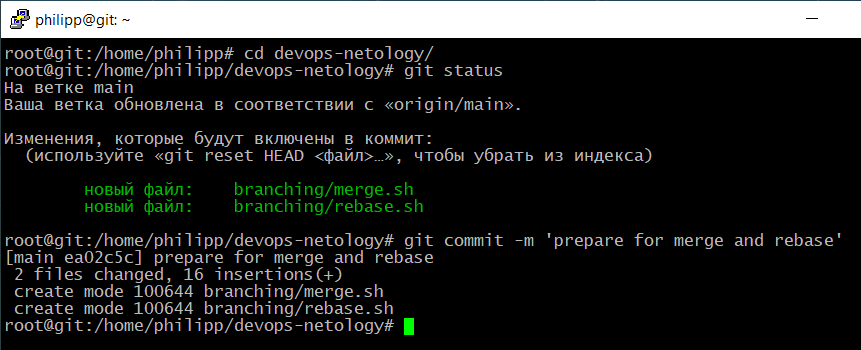 philipp@git: ~
root@git:/home/philipp# cd devops-netology/
root@git:/home/philipp/devops-netology# git status
На ветке main
Ваша ветка обновлена в соответствии с «origin/main».
Изменения, которые будут включены в коммит:
(используйте «git reset HEAD <файл>…», чтобы убрать из индекса)
новый файл:    branching/merge.sh
новый файл:    branching/rebase.sh
root@git:/home/philipp/devops-netology# git commit -m 'prepare for merge and rebase'
[main ea02c5c] prepare for merge and rebase
2 files changed, 16 insertions(+)
create mode 100644 branching/merge.sh
create mode 100644 branching/rebase.sh
root@git:/home/philipp/devops-netology#